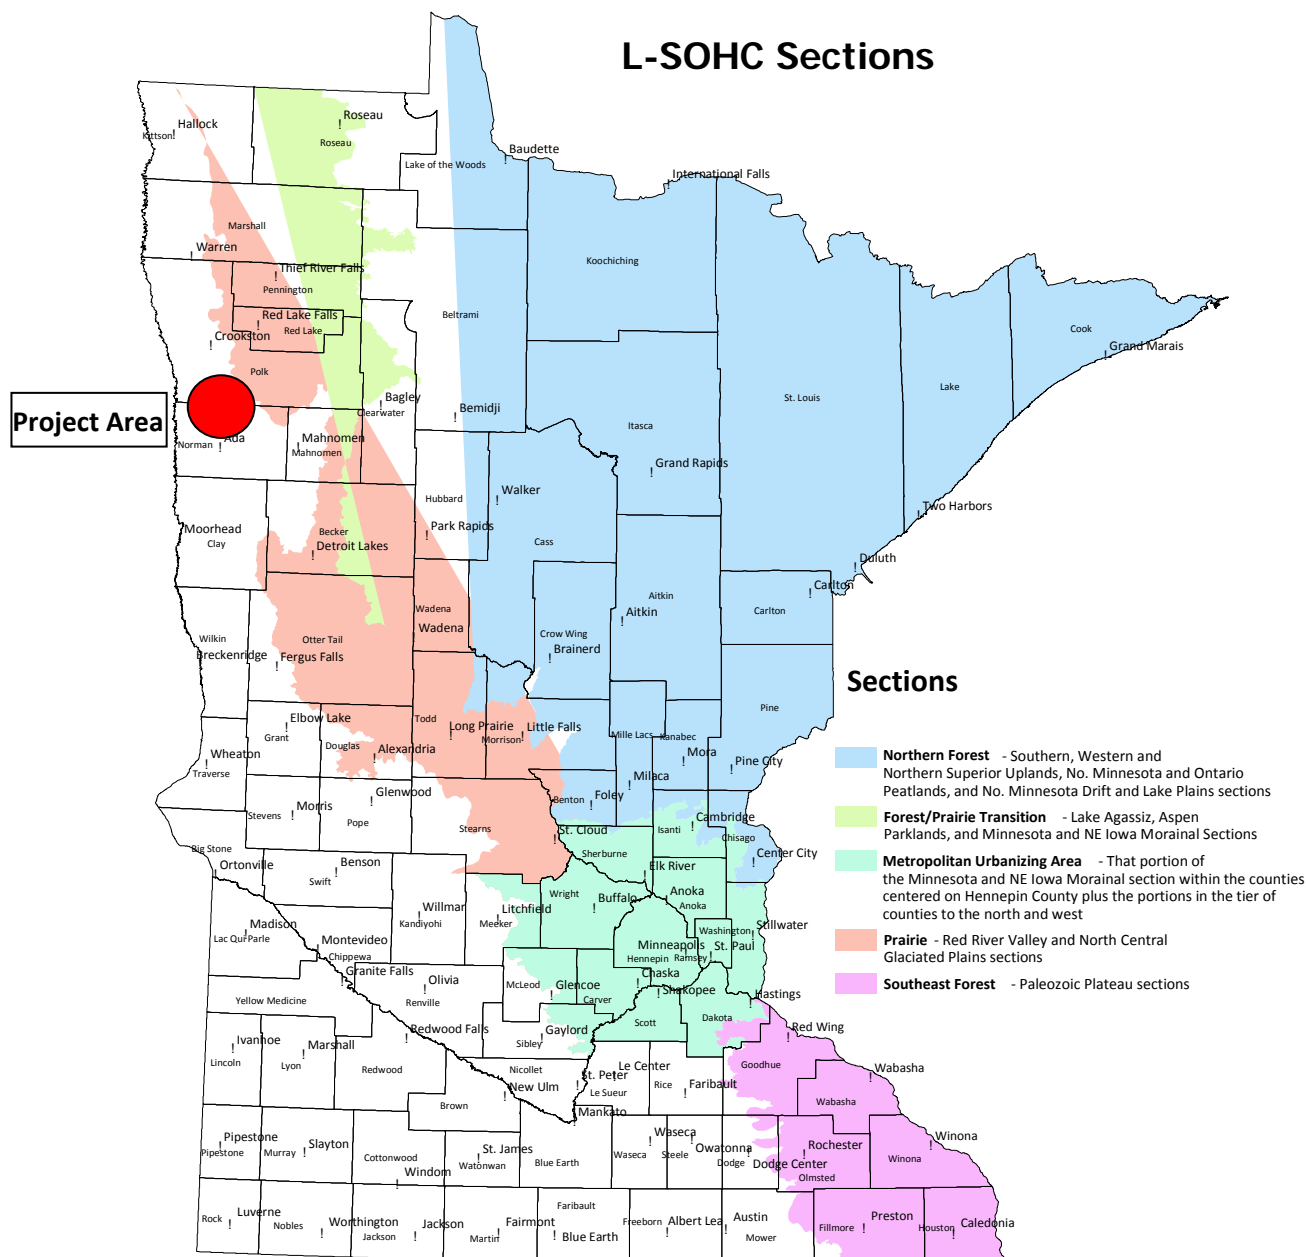 L-SOHC Sections
Hallock
Kittson
Roseau
Roseau
Lake of the Woods
Baudette
International Falls
Marshall
Warren
Koochiching
Thief River Falls
Pennington
Beltrami
Red Lake Falls
Red Lake
Crookston
Cook
Grand Marais
Polk
Lake
St. Louis
Project Area
Bagley
Clearwater
Bemidji
Itasca
Ada
Norman
Mahnomen
Mahnomen
Grand Rapids
Hubbard
Walker
Two Harbors
Moorhead
Clay
Becker
Detroit Lakes
Park Rapids
Cass
Duluth
Carlton
Carlton
Aitkin
Aitkin
Wadena
Wadena
Wilkin
Breckenridge
Otter Tail
Fergus Falls
Crow Wing
Brainerd
Sections
Pine
Elbow Lake
Grant
Todd
Long Prairie
Morrison
Little Falls
Mille Lacs
Kanabec
Mora
Douglas
Alexandria
Wheaton
Traverse
Pine City
Milaca
Northern Forest - Southern, Western and
Northern Superior Uplands, No. Minnesota and Ontario
Peatlands, and No. Minnesota Drift and Lake Plains sections
Glenwood
Morris
Stevens
Pope
Benton
Foley
Forest/Prairie Transition - Lake Agassiz, Aspen
Parklands, and Minnesota and NE Iowa Morainal Sections
Stearns
St. Cloud
Isanti
Cambridge
Chisago
Sherburne
Center City
Big Stone
Ortonville
Benson
Swift
Elk River
Metropolitan Urbanizing Area - That portion of
the Minnesota and NE Iowa Morainal section within the counties
centered on Hennepin County plus the portions in the tier of
counties to the north and west
Wright
Buffalo
Anoka
Anoka
Willmar
Kandiyohi
Litchfield
Meeker
Madison
Lac Qui Parle
Montevideo
Chippewa
Washington
Stillwater
Minneapolis
Hennepin
Ramsey
St. Paul
Prairie - Red River Valley and North Central
Glaciated Plains sections
Granite Falls
Olivia
Renville
McLeod
Glencoe
Carver
Chaska
Shakopee
Hastings
Southeast Forest - Paleozoic Plateau sections
Yellow Medicine
Redwood Falls
Gaylord
Sibley
Scott
Dakota
Red Wing
Ivanhoe
Lincoln
Marshall
Lyon
Redwood
Nicollet
New Ulm
St. Peter
Le Center
Le Sueur
Rice
Faribault
Goodhue
Wabasha
Wabasha
Brown
Mankato
Pipestone
Pipestone
Murray
Slayton
Cottonwood
Windom
St. James
Watonwan
Blue Earth
Waseca
Waseca
Steele
Owatonna
Dodge
Dodge Center
Rochester
Olmsted
Winona
Winona
Rock
Luverne
Nobles
Worthington
Jackson
Jackson
Martin
Fairmont
Faribault
Blue Earth
Freeborn
Albert Lea
Austin
Mower
Fillmore
Preston
Houston
Caledonia